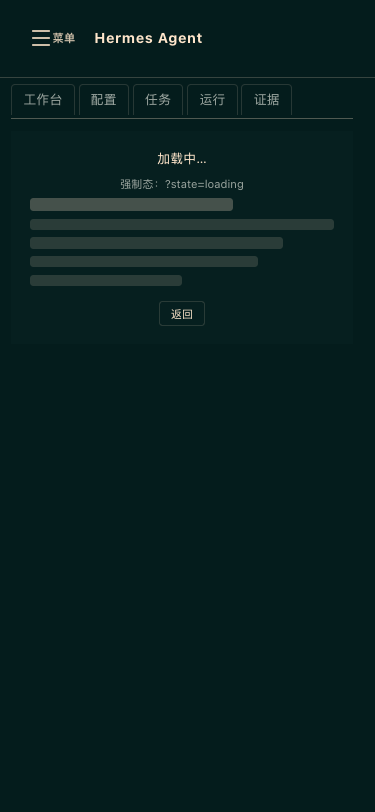 菜单 Hermes Agent
工作台 配置 任务 运行 证据
加载中…
强制态：?state=loading
返回